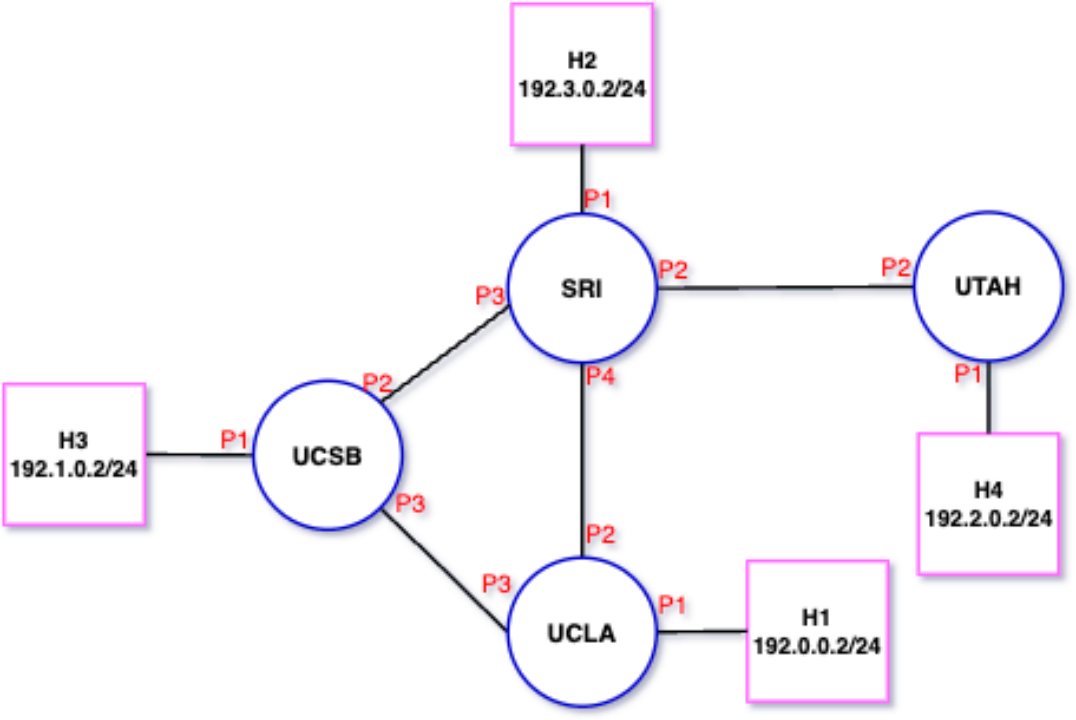 H2
192.3.0.2/24
P1
SRI
P2
P2
UTAH
P3
P4
P1
P2
H3
192.1.0.2/24
P1
UCSB
P3
H4
192.2.0.2/24
P2
P3
UCLA
P1
H1
192.0.0.2/24